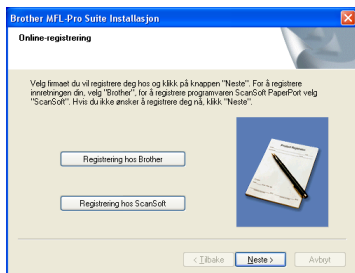 Brother MFL-Pro Suite Installasjon
Online-registrering
Velg firmaet du vil registrere deg hos og klikk på knappen "Neste". For å registrere
innretningen din, velg "Brother", for å registrere programvaren ScanSoft PaperPort velg
"ScanSoft". Hvis du ikke ønsker å registrere deg nå, klikk "Neste".
Registrering hos Brother
Registrering hos ScanSoft
< Tilbake Neste > Avbryt